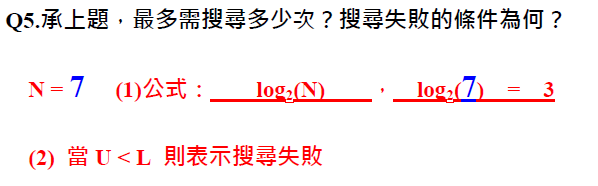 Q5.承上題，最多需搜尋多少次？搜尋失敗的條件為何？
N = 7 (1)公式：log₂(N)，log₂(7) = 3
(2) 當 U < L 則表示搜尋失敗